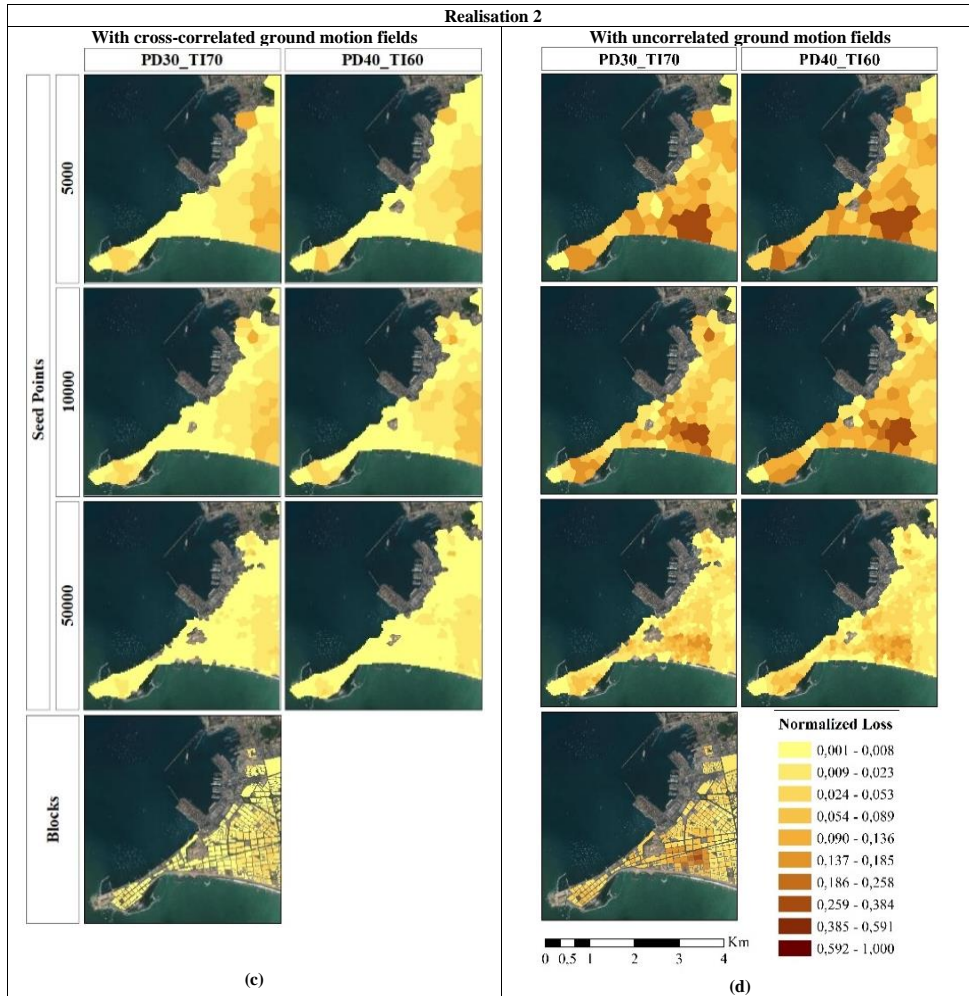 Realisation 2
With cross-correlated ground motion fields
PD30_TI70
PD40_TI60
Seed Points
5000
10000
50000
Blocks
(c)
With uncorrelated ground motion fields
PD30_TI70
PD40_TI60
Normalized Loss
0,001 - 0,008
0,009 - 0,023
0,024 - 0,053
0,054 - 0,089
0,090 - 0,136
0,137 - 0,185
0,186 - 0,258
0,259 - 0,384
0,385 - 0,591
0,592 - 1,000
Km
0 0,5 1 2 3 4
(d)